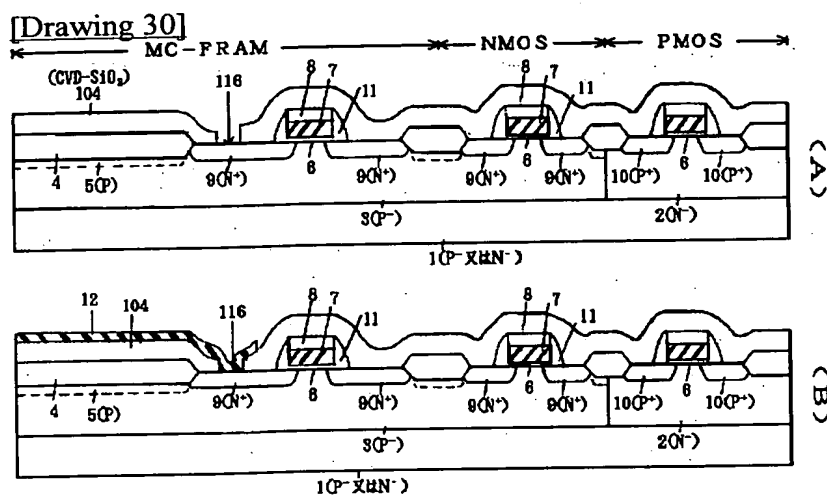 [Drawing 30]
MC-FRAM NMOS PMOS
(CVD-SiO₂)
104 116 8 7 11 8 7 11
4 5(P) 9(N⁺) 6 9(N⁺) 9(N⁺) 6 9(N⁺) 10(P⁺) 6 10(P⁺)
3(P⁻) 2(N⁻)
1(P⁻又はN⁻)
(A)
12 104 116 8 7 11 8 7 11
4 5(P) 9(N⁺) 6 9(N⁺) 9(N⁺) 6 9(N⁺) 10(P⁺) 6 10(P⁺)
3(P⁻) 2(N⁻)
1(P⁻又はN⁻)
(B)